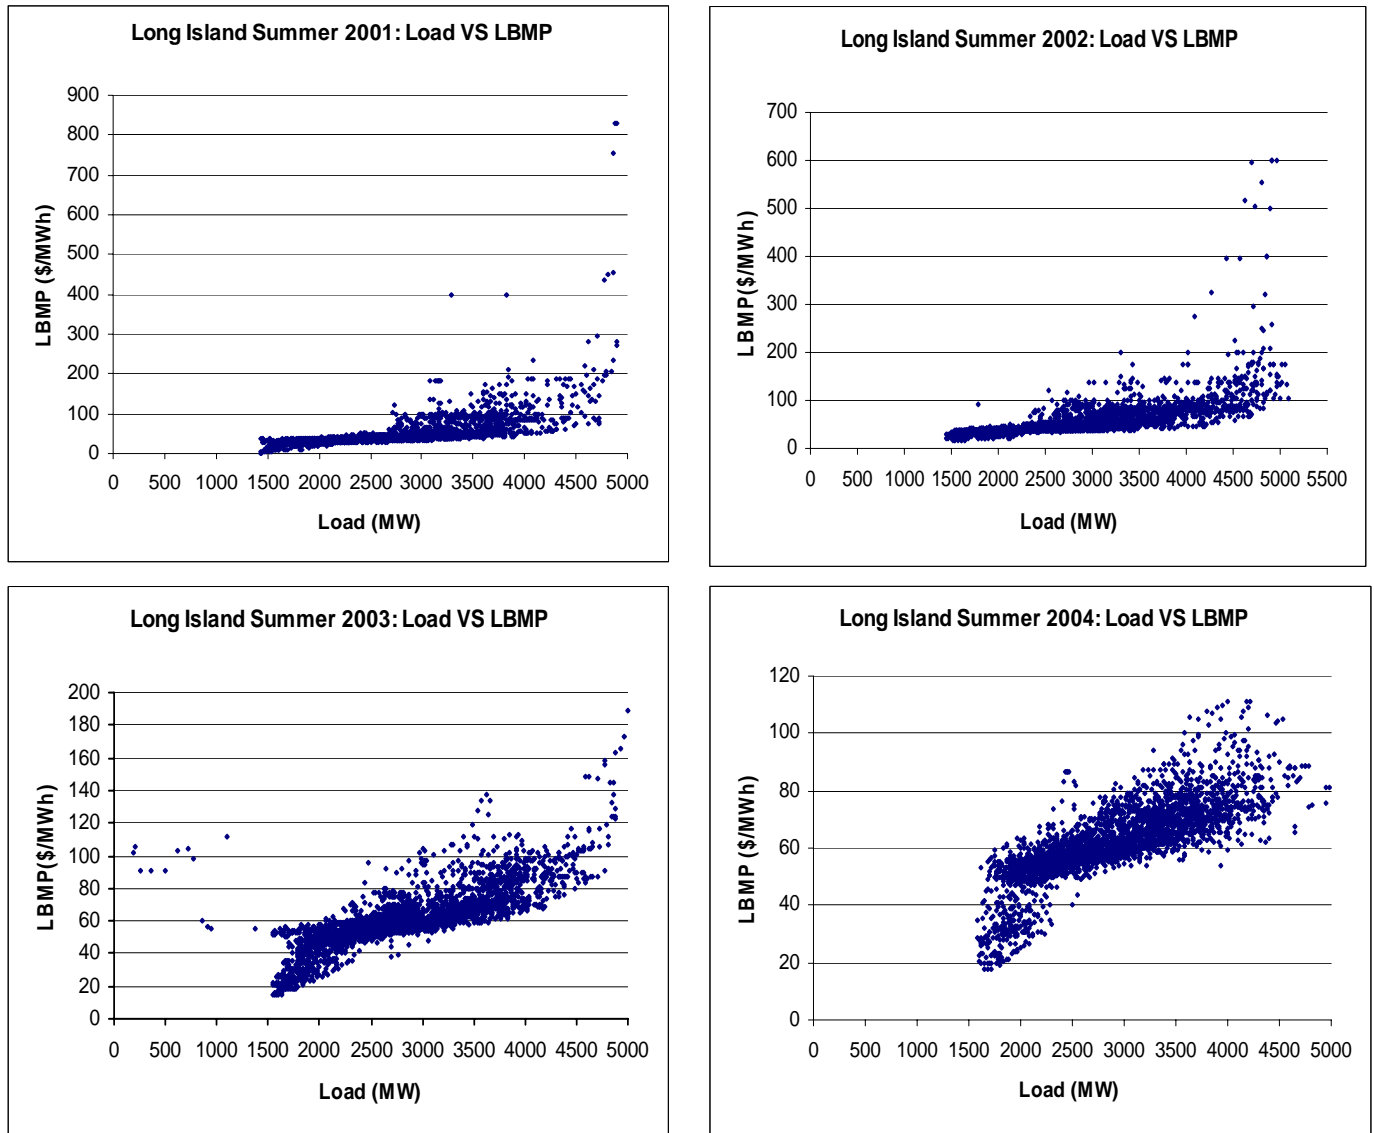 Long Island Summer 2001: Load VS LBMP
900
800
700
600
500
400
300
200
100
0
LBMP ($/MWh)
0 500 1000 1500 2000 2500 3000 3500 4000 4500 5000
Load (MW)
Long Island Summer 2002: Load VS LBMP
700
600
500
400
300
200
100
0
LBMP($/MWh)
0 500 1000 1500 2000 2500 3000 3500 4000 4500 5000 5500
Load (MW)
Long Island Summer 2003: Load VS LBMP
200
180
160
140
120
100
80
60
40
20
0
LBMP($/MWh)
0 500 1000 1500 2000 2500 3000 3500 4000 4500 5000
Load (MW)
Long Island Summer 2004: Load VS LBMP
120
100
80
60
40
20
0
LBMP ($/MWh)
0 500 1000 1500 2000 2500 3000 3500 4000 4500 5000
Load (MW)